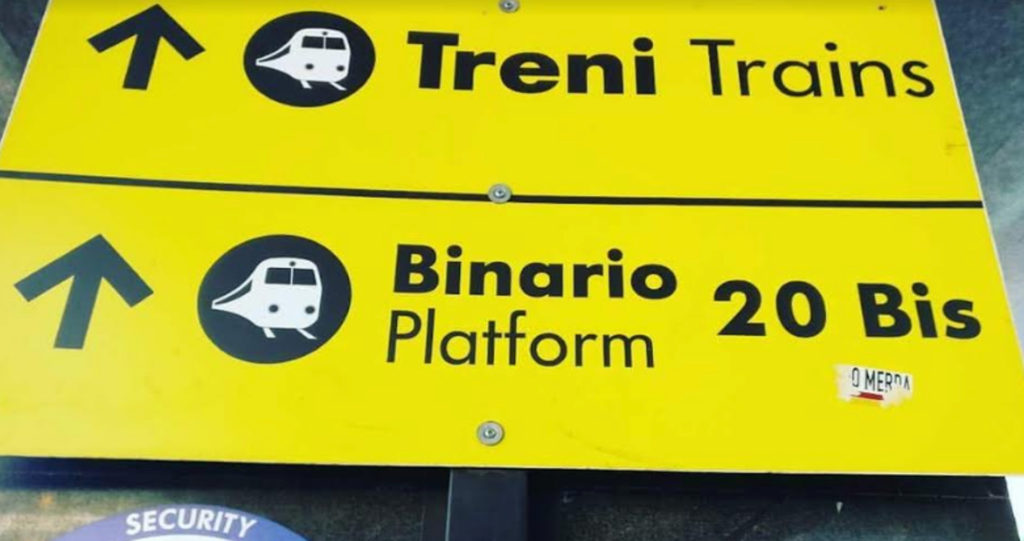 Treni Trains
Binario 20 Bis
Platform
O MERDA
SECURITY